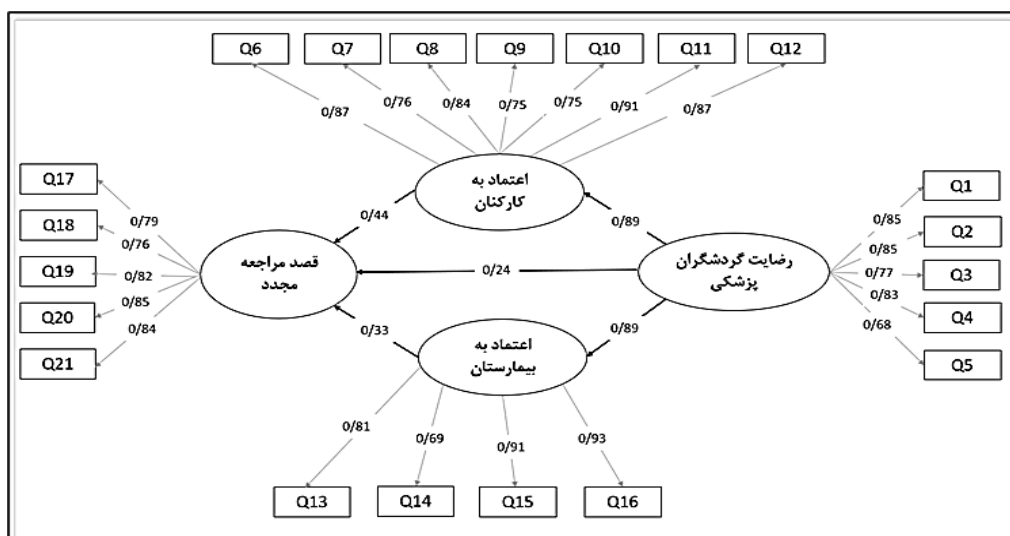 Q6
Q7
Q8
Q9
Q10
Q11
Q12
0/87
0/76
0/84
0/75
0/75
0/91
0/87
اعتماد به
کارکنان
Q17
Q18
Q19
Q20
Q21
0/79
0/76
0/82
0/85
0/84
قصد مراجعه
مجدد
0/44
0/24
0/33
0/89
0/89
رضایت گردشگران
پزشکی
0/85
0/85
0/77
0/83
0/68
Q1
Q2
Q3
Q4
Q5
اعتماد به
بیمارستان
0/81
0/69
0/91
0/93
Q13
Q14
Q15
Q16